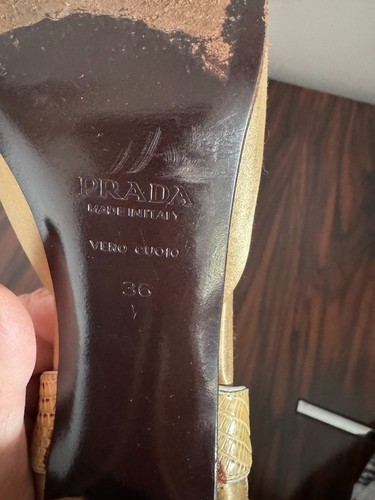 PRADA
MADE IN ITALY
VERO CUOIO
36